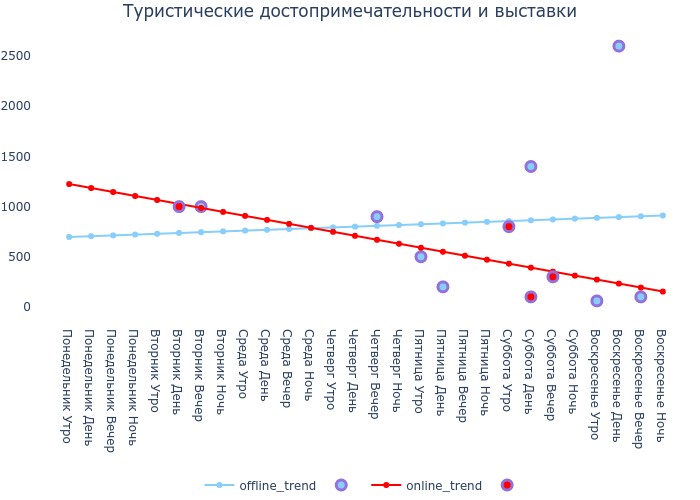 Туристические достопримечательности и выставки
2500
2000
1500
1000
500
0
Понедельник Утро
Понедельник День
Понедельник Вечер
Понедельник Ночь
Вторник Утро
Вторник День
Вторник Вечер
Вторник Ночь
Среда Утро
Среда День
Среда Вечер
Среда Ночь
Четверг Утро
Четверг День
Четверг Вечер
Четверг Ночь
Пятница Утро
Пятница День
Пятница Вечер
Пятница Ночь
Суббота Утро
Суббота День
Суббота Вечер
Суббота Ночь
Воскресенье Утро
Воскресенье День
Воскресенье Вечер
Воскресенье Ночь
offline_trend
online_trend